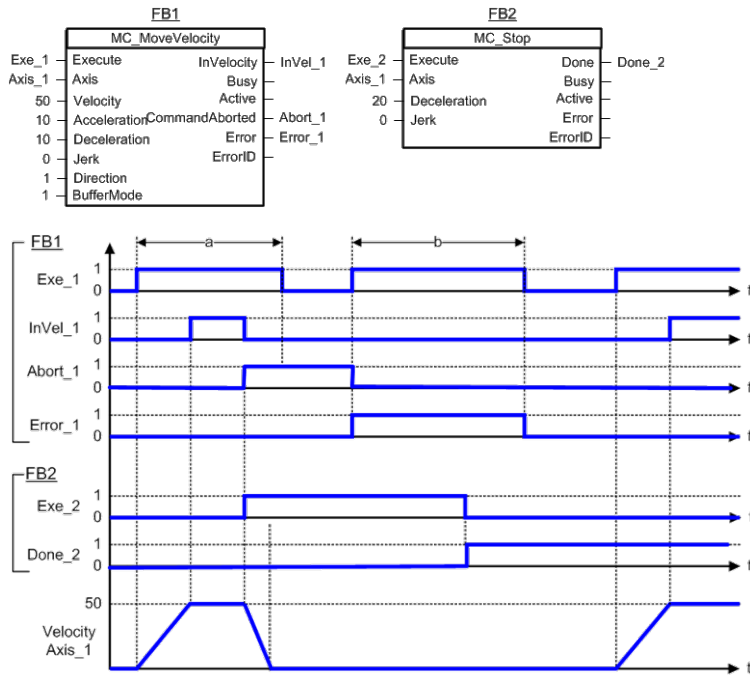 FB1
MC_MoveVelocity
Exe_1 Execute InVelocity InVel_1
Axis_1 Axis Busy
50 Velocity Active
10 Acceleration CommandAborted Abort_1
10 Deceleration Error Error_1
0 Jerk ErrorID
1 Direction
1 BufferMode
FB2
MC_Stop
Exe_2 Execute Done Done_2
Axis_1 Axis Busy
20 Deceleration Active
0 Jerk Error
ErrorID
FB1
a b
Exe_1 1
0 t
InVel_1 1
0 t
Abort_1 1
0 t
Error_1 1
0 t
FB2
Exe_2 1
0 t
Done_2 1
0 t
50
Velocity
Axis_1 t